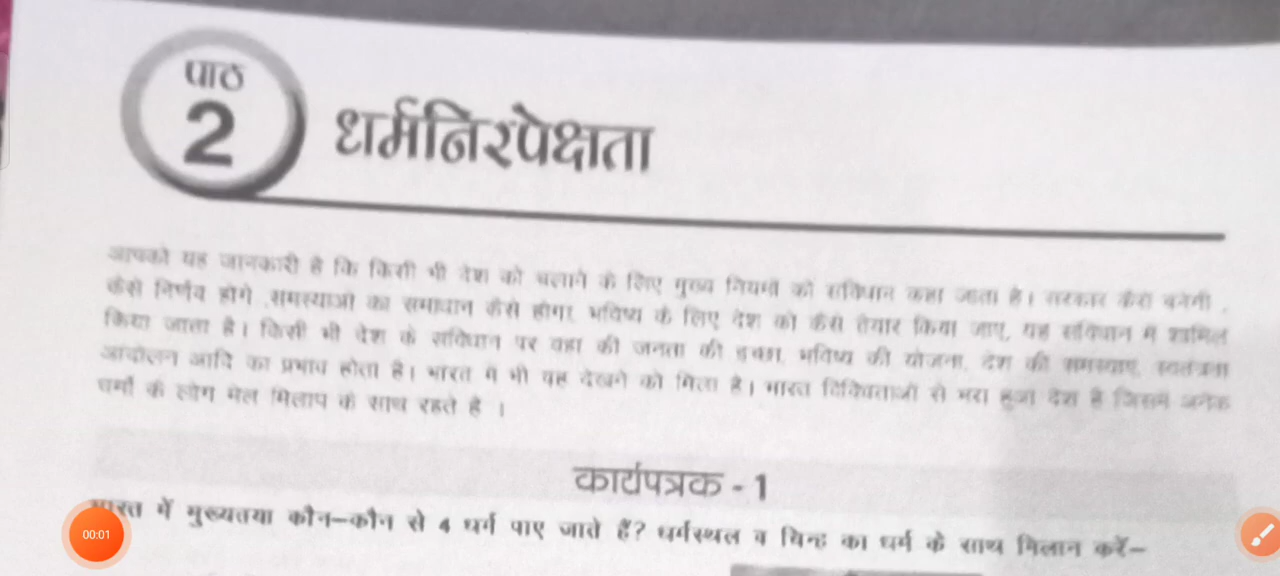 पाठ
2
धर्मनिरपेक्षता
आपको यह जानकारी है कि किसी भी देश को चलाने के लिए मुख्य नियमों को संविधान कहा जाता है। सरकार कैसे बनेगी ,
कैसे निर्णय होंगे ,समस्याओं का समाधान कैसे होगा, भविष्य के लिए देश को कैसे तैयार किया जाए, यह संविधान में शामिल
किया जाता है। किसी भी देश के संविधान पर वहां की जनता की इच्छा, भविष्य की योजना, देश की समस्याएं, स्वतंत्रता
आंदोलन आदि का प्रभाव होता है। भारत में भी यह देखने को मिला है। भारत से भरा हुआ देश है जिसमें अनेक
धर्मों के लोग मेल मिलाप के साथ रहते है ।
कार्यपत्रक - 1
भारत में मुख्यतया कौन–कौन से 4 धर्म पाए जाते हैं? धर्मस्थल व चिन्ह का धर्म के साथ मिलान करें–
00:01